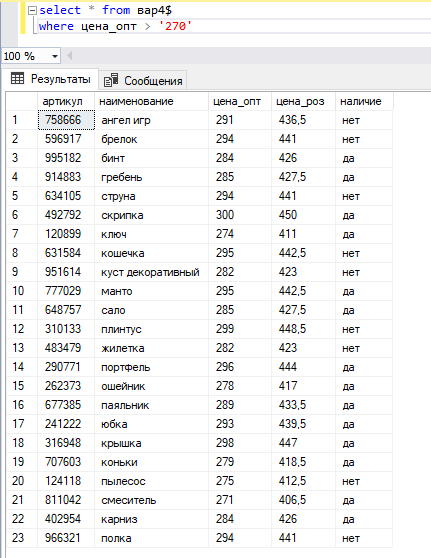 select * from вар4$
where цена_опт > '270'
100 %
Результаты Сообщения
артикул наименование цена_опт цена_роз наличие
1 758666 ангел игр 291 436,5 нет
2 596917 брелок 294 441 нет
3 995182 бинт 284 426 да
4 914883 гребень 285 427,5 да
5 634105 струна 294 441 нет
6 492792 скрипка 300 450 да
7 120899 ключ 274 411 да
8 631584 кошечка 295 442,5 нет
9 951614 куст декоративный 282 423 нет
10 777029 манто 295 442,5 да
11 648757 сало 285 427,5 да
12 310133 плинтус 299 448,5 нет
13 483479 жилетка 282 423 нет
14 290771 портфель 296 444 да
15 262373 ошейник 278 417 да
16 677385 паяльник 289 433,5 да
17 241222 юбка 293 439,5 да
18 316948 крышка 298 447 да
19 707603 коньки 279 418,5 да
20 124118 пылесос 275 412,5 нет
21 811042 смеситель 271 406,5 да
22 402954 карниз 284 426 да
23 966321 полка 294 441 нет